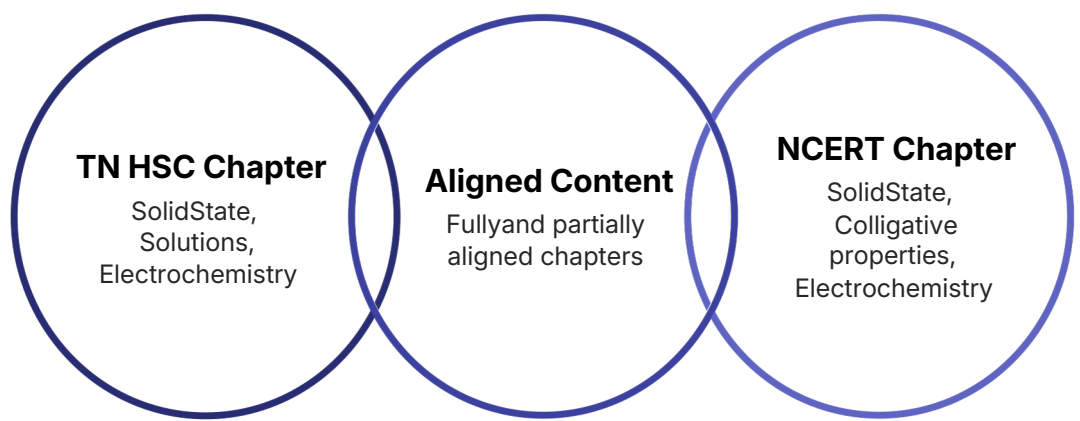 TN HSC Chapter
SolidState,
Solutions,
Electrochemistry
Aligned Content
Fullyand partially
aligned chapters
NCERT Chapter
SolidState,
Colligative
properties,
Electrochemistry